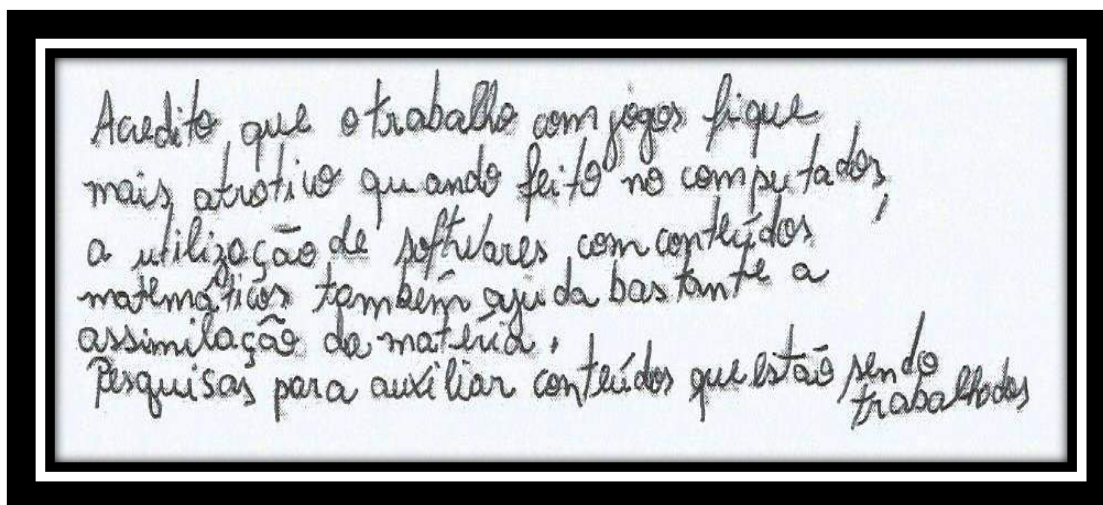 Acredito que o trabalho com jogos fique
mais atrativo quando feito no computador,
a utilização de softwares com conteúdos
matemáticos também ajuda bastante a
assimilação da matéria.
Pesquisas para auxiliar conteúdos que estão sendo
trabalhados